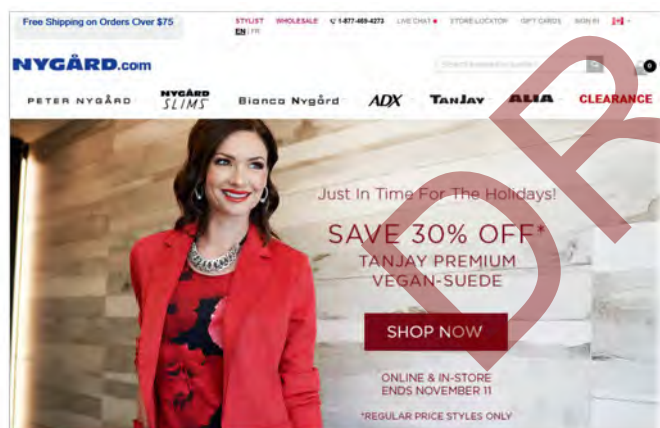 Free Shipping on Orders Over $75
STYLIST WHOLESALE 1-877-469-4273 LIVE CHAT STORE LOCATOR GIFT CARDS SIGN IN
EN | FR
NYGÅRD.com
0
PETER NYGÅRD NYGÅRD SLIMS Bianca Nygård ADX TANJAY ALIA CLEARANCE
Just In Time For The Holidays!
SAVE 30% OFF*
TANJAY PREMIUM
VEGAN-SUEDE
SHOP NOW
ONLINE & IN-STORE
ENDS NOVEMBER 11
*REGULAR PRICE STYLES ONLY
DR